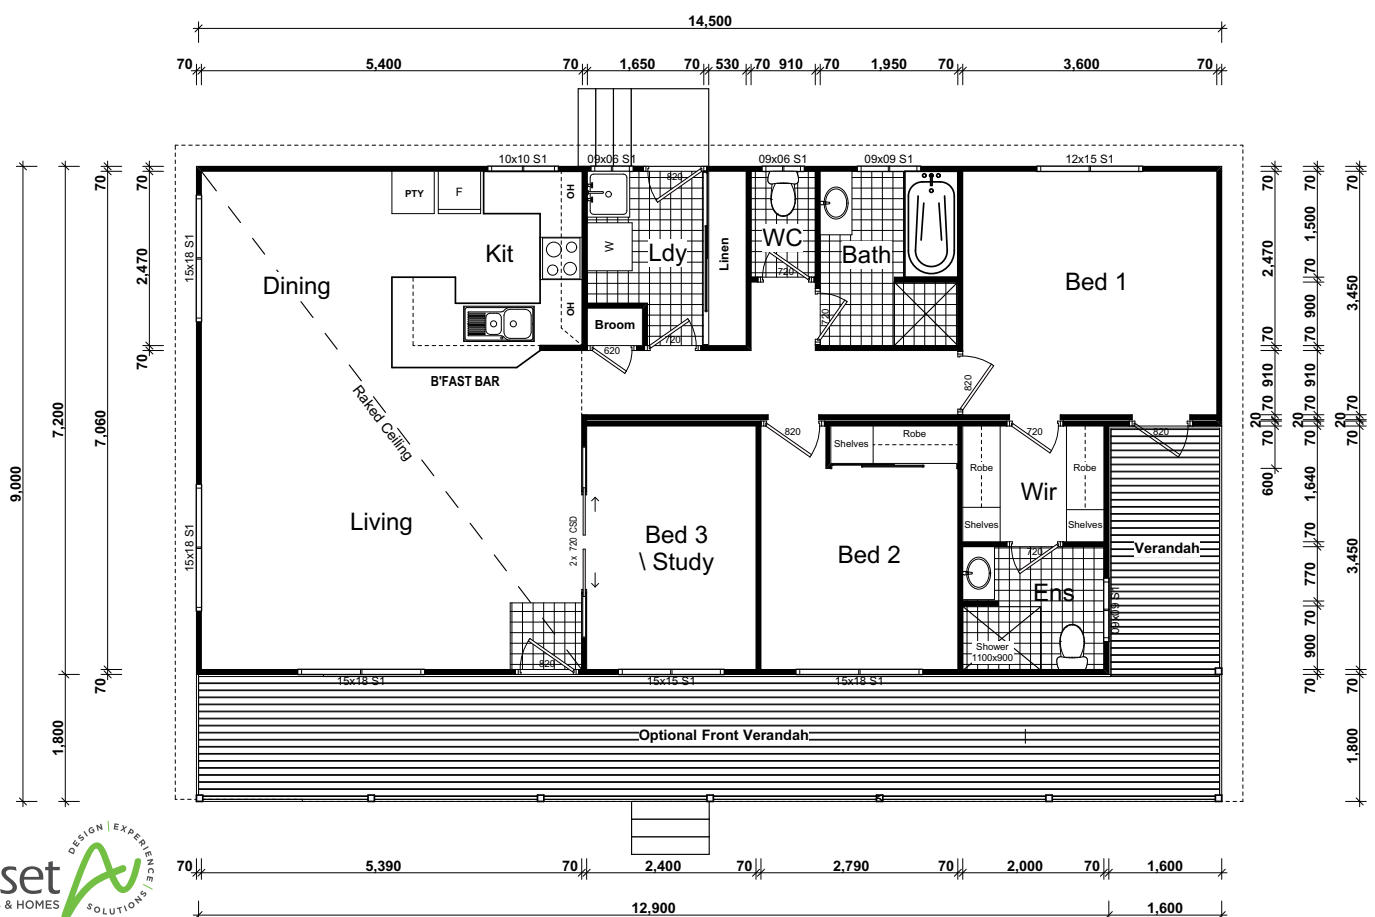 14,500
70 5,400 70 1,650 70 530 70 910 70 1,950 70 3,600 70
10x10 S1
09x06 S1
09x06 S1
09x09 S1
12x15 S1
820
PTY
F
OH
W
Kit
Ldy
Linen
WC
720
Bath
Bed 1
Dining
OH
Broom
720
620
720
B'FAST BAR
820
15x18 S1
Raked Ceiling
820
Shelves
Robe
720
820
Robe
Robe
Wir
Shelves
Shelves
Living
15x18 S1
2 x 720 CSD
Bed 3
\ Study
Bed 2
720
Verandah
Ens
09x09 S1
Shower
1100x900
820
15x18 S1
15x15 S1
15x18 S1
Optional Front Verandah
9,000
7,200
1,800
70
7,060
70
70
2,470
70
70
2,470
70
910
70
20
70
600
70
1,500
70
900
70
910
70
20
70
1,640
70
770
70
900
70
70
3,450
70
20
70
3,450
70
1,800
70 5,390 70 2,400 70 2,790 70 2,000 70 1,600
12,900 1,600
set
& HOMES
DESIGN | EXPERIENCE | SOLUTIONS